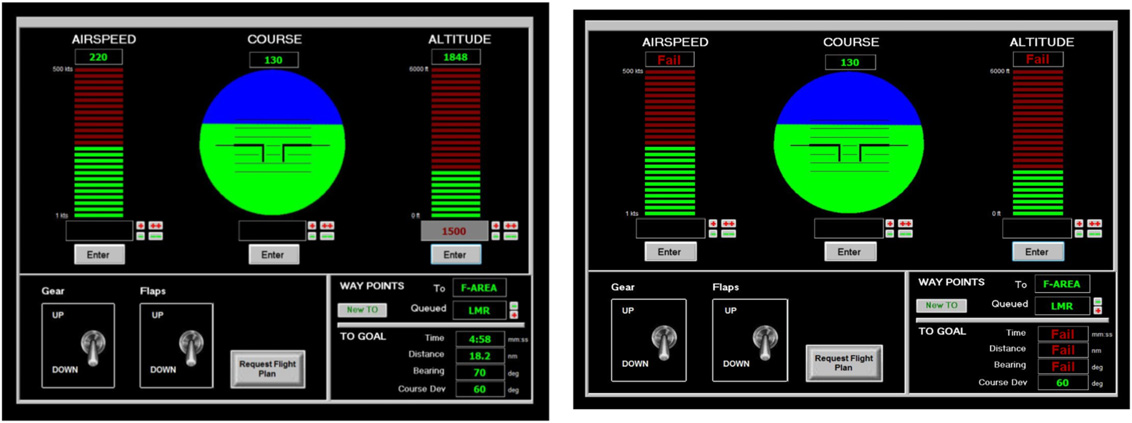 AIRSPEED COURSE ALTITUDE
220 130 1848
500 kts 6000 ft
1 kts 0 ft
1500
Enter Enter Enter
Gear Flaps
UP UP
DOWN DOWN
Request Flight
Plan
WAY POINTS To F-AREA
New TO Queued LMR
TO GOAL Time 4:58 mm:ss
Distance 18.2 nm
Bearing 70 deg
Course Dev 60 deg
AIRSPEED COURSE ALTITUDE
Fail 130 Fail
500 kts 6000 ft
1 kts 0 ft
Enter Enter Enter
Gear Flaps
UP UP
DOWN DOWN
Request Flight
Plan
WAY POINTS To F-AREA
New TO Queued LMR
TO GOAL Time Fail mm:ss
Distance Fail nm
Bearing Fail deg
Course Dev 60 deg